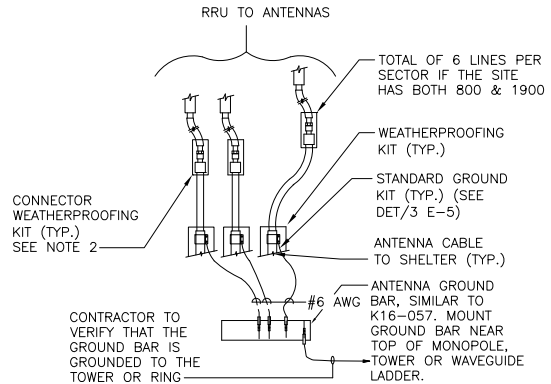 RRU TO ANTENNAS
TOTAL OF 6 LINES PER
SECTOR IF THE SITE
HAS BOTH 800 & 1900
WEATHERPROOFING
KIT (TYP.)
CONNECTOR
WEATHERPROOFING
KIT (TYP.)
SEE NOTE 2
STANDARD GROUND
KIT (TYP.) (SEE
DET/3 E-5)
ANTENNA CABLE
TO SHELTER (TYP.)
#6 AWG
ANTENNA GROUND
BAR, SIMILAR TO
K16-057. MOUNT
GROUND BAR NEAR
TOP OF MONOPOLE,
TOWER OR WAVEGUIDE
LADDER.
CONTRACTOR TO
VERIFY THAT THE
GROUND BAR IS
GROUNDED TO THE
TOWER OR RING